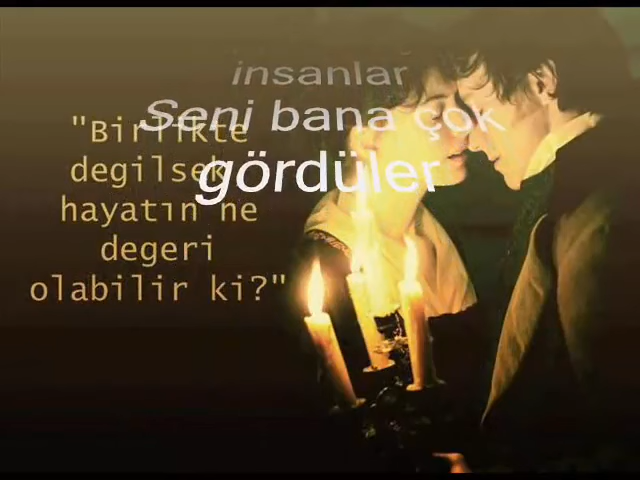 insanlar
Seni bana çok
gördüler
"Birlikte
degilsek
hayatın ne
degeri
olabilir ki?"